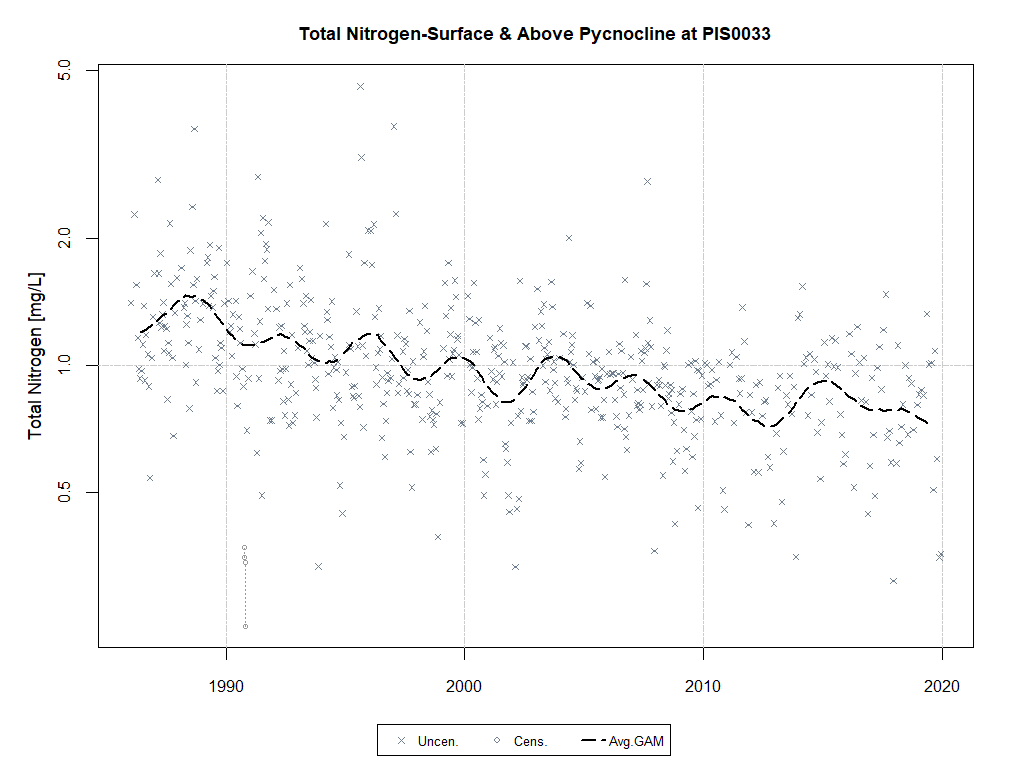 Total Nitrogen-Surface & Above Pycnocline at PIS0033
Total Nitrogen [mg/L]
5.0
2.0
1.0
0.5
1990
2000
2010
2020
Uncen.
Cens.
Avg.GAM